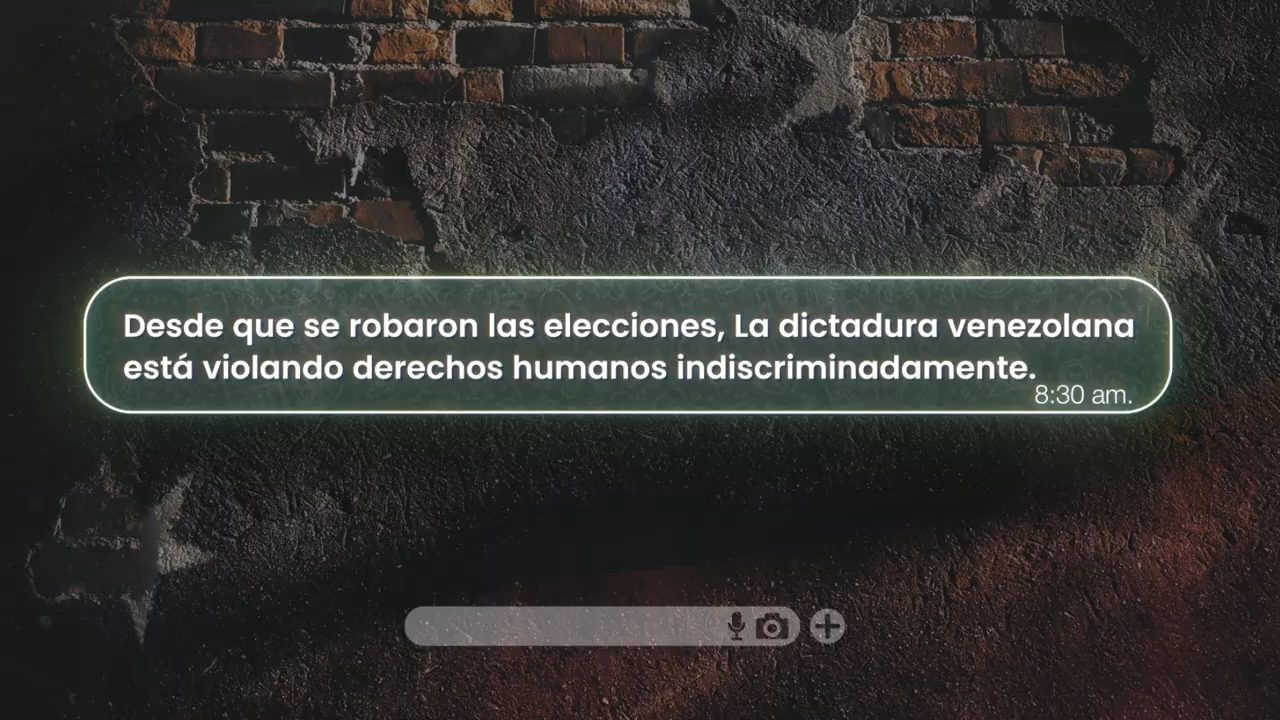 Desde que se robaron las elecciones, La dictadura venezolana
está violando derechos humanos indiscriminadamente.
8:30 am.